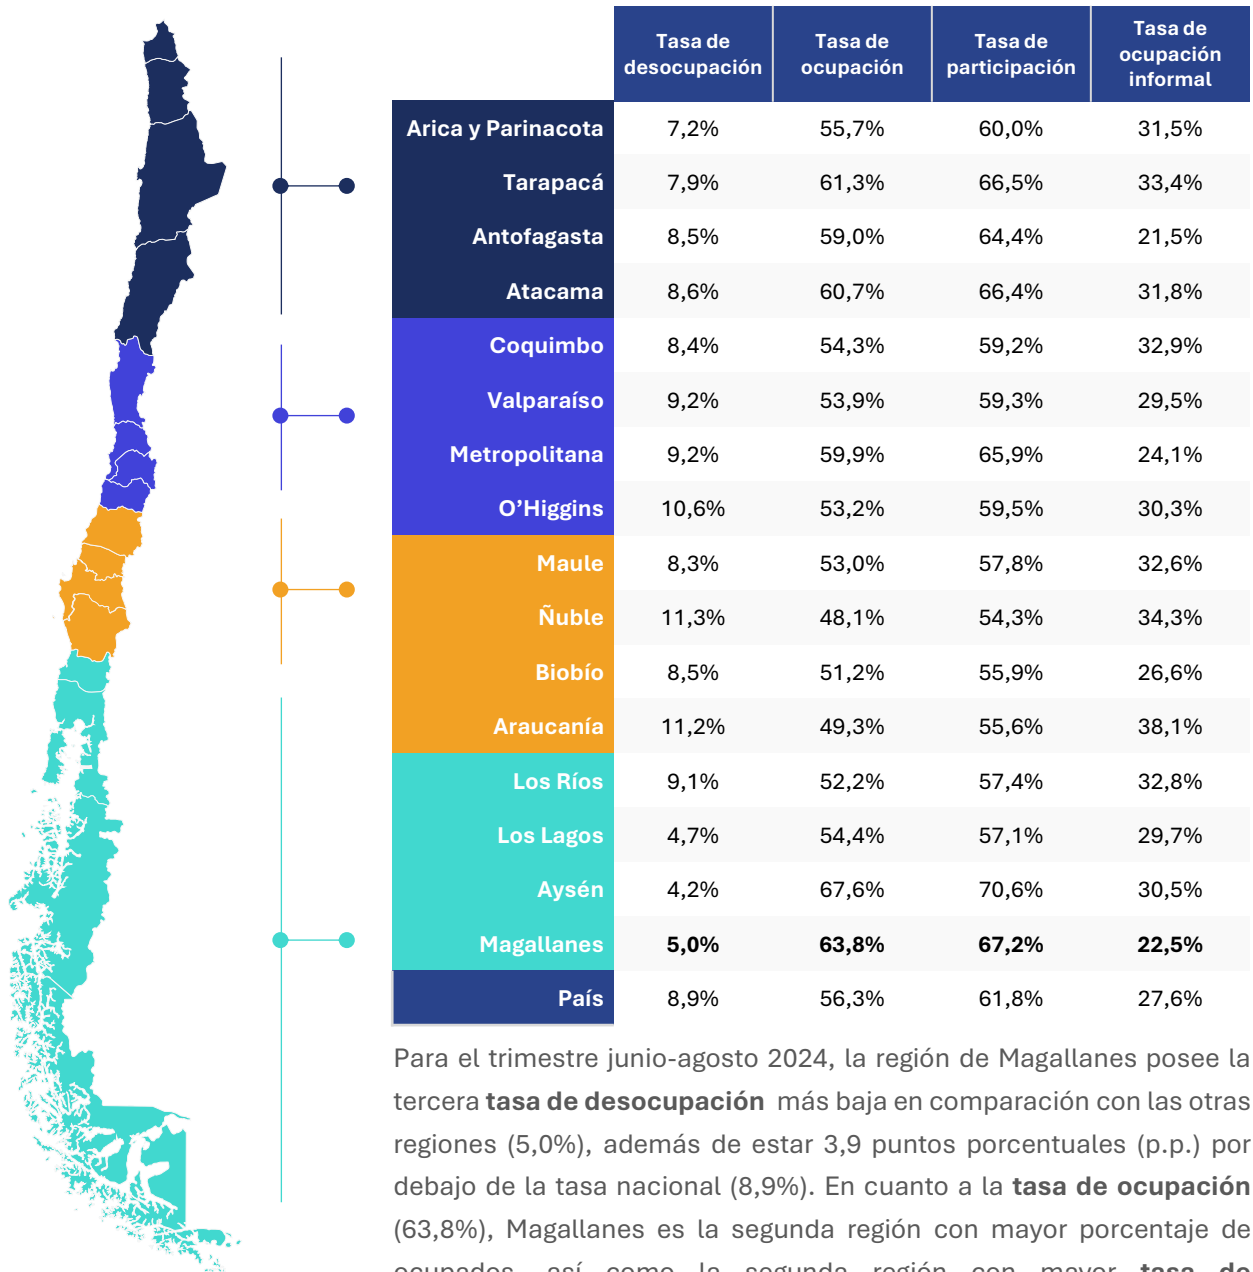 Tasa de desocupación Tasa de ocupación Tasa de participación Tasa de ocupación informal
Arica y Parinacota 7,2% 55,7% 60,0% 31,5%
Tarapacá 7,9% 61,3% 66,5% 33,4%
Antofagasta 8,5% 59,0% 64,4% 21,5%
Atacama 8,6% 60,7% 66,4% 31,8%
Coquimbo 8,4% 54,3% 59,2% 32,9%
Valparaíso 9,2% 53,9% 59,3% 29,5%
Metropolitana 9,2% 59,9% 65,9% 24,1%
O’Higgins 10,6% 53,2% 59,5% 30,3%
Maule 8,3% 53,0% 57,8% 32,6%
Ñuble 11,3% 48,1% 54,3% 34,3%
Biobío 8,5% 51,2% 55,9% 26,6%
Araucanía 11,2% 49,3% 55,6% 38,1%
Los Ríos 9,1% 52,2% 57,4% 32,8%
Los Lagos 4,7% 54,4% 57,1% 29,7%
Aysén 4,2% 67,6% 70,6% 30,5%
Magallanes 5,0% 63,8% 67,2% 22,5%
País 8,9% 56,3% 61,8% 27,6%
Para el trimestre junio-agosto 2024, la región de Magallanes posee la
tercera tasa de desocupación más baja en comparación con las otras
regiones (5,0%), además de estar 3,9 puntos porcentuales (p.p.) por
debajo de la tasa nacional (8,9%). En cuanto a la tasa de ocupación
(63,8%), Magallanes es la segunda región con mayor porcentaje de
ocupados, así como la segunda región con mayor tasa de